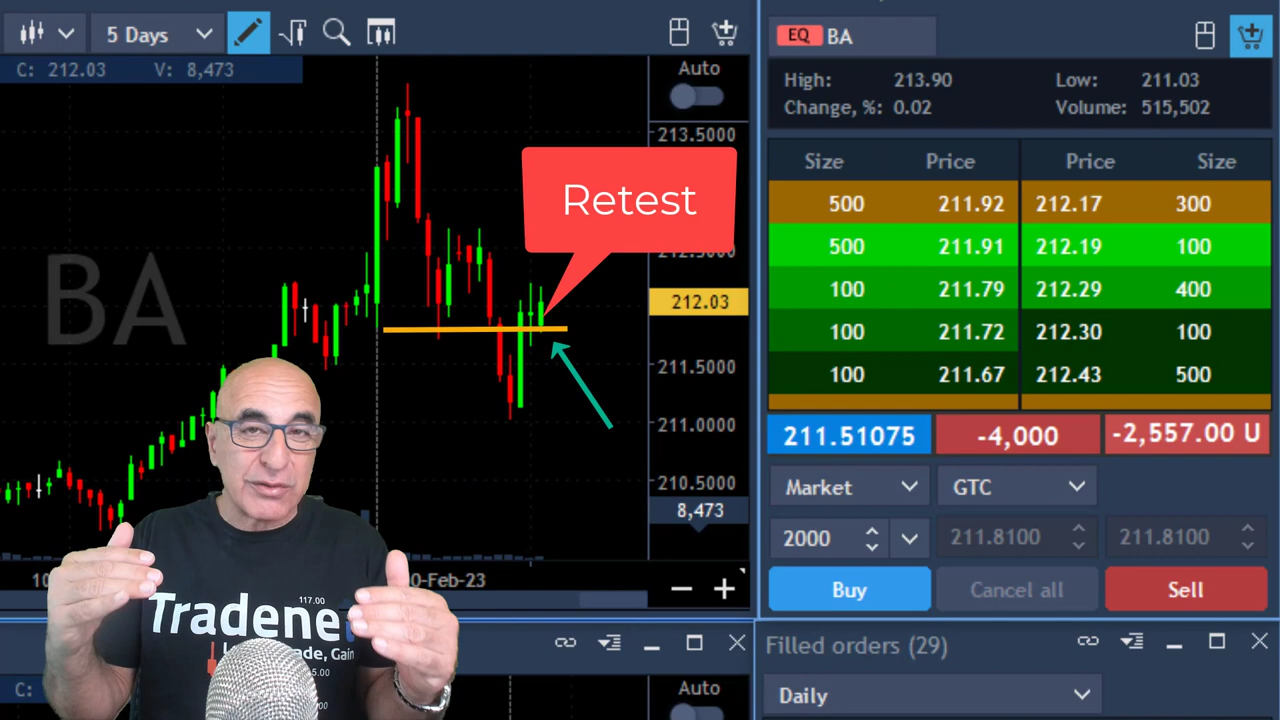 5 Days
C: 212.03 V: 8,473
Auto
213.5000
Retest
212.03
211.5000
211.0000
210.5000
8,473
BA
0-Feb-23
117.00
Tradene
ade, Gain
C:
Auto
EQ BA
High: 213.90 Low: 211.03
Change, %: 0.02 Volume: 515,502
Size Price Price Size
500 211.92 212.17 300
500 211.91 212.19 100
100 211.79 212.29 400
100 211.72 212.30 100
100 211.67 212.43 500
211.51075 -4,000 -2,557.00 U
Market GTC
2000 211.8100 211.8100
Buy Cancel all Sell
Filled orders (29)
Daily